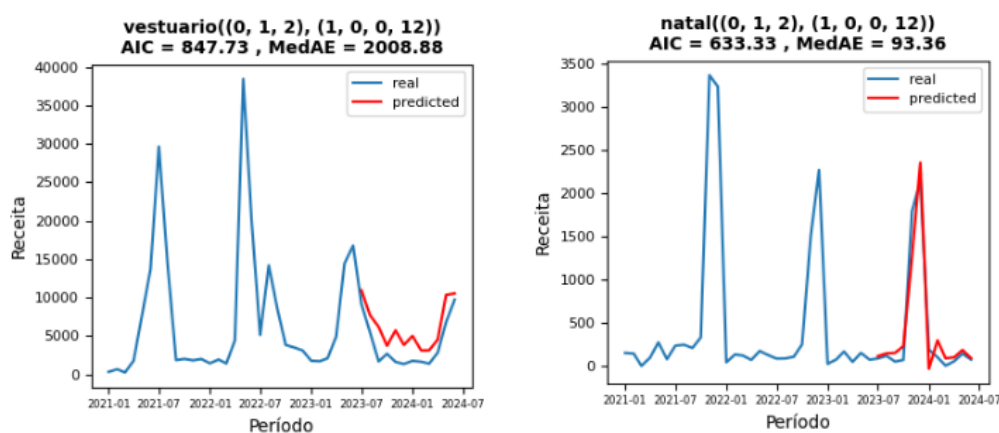 vestuario((0, 1, 2), (1, 0, 0, 12))
AIC = 847.73 , MedAE = 2008.88
40000
35000
30000
25000
20000
15000
10000
5000
0
Receita
real
predicted
2021-01 2021-07 2022-01 2022-07 2023-01 2023-07 2024-01 2024-07
Período
natal((0, 1, 2), (1, 0, 0, 12))
AIC = 633.33 , MedAE = 93.36
3500
3000
2500
2000
1500
1000
500
0
Receita
real
predicted
2021-01 2021-07 2022-01 2022-07 2023-01 2023-07 2024-01 2024-07
Período